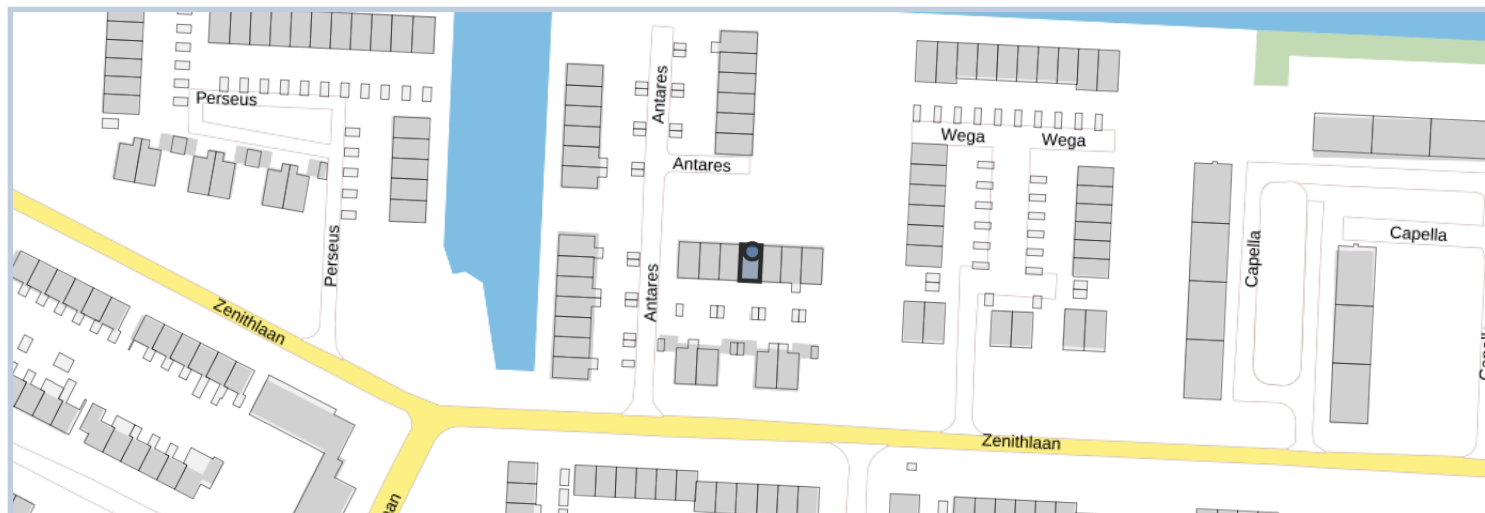 Perseus
Antares
Wega
Wega
Antares
Capella
Capella
Perseus
Antares
Zenithlaan
Zenithlaan